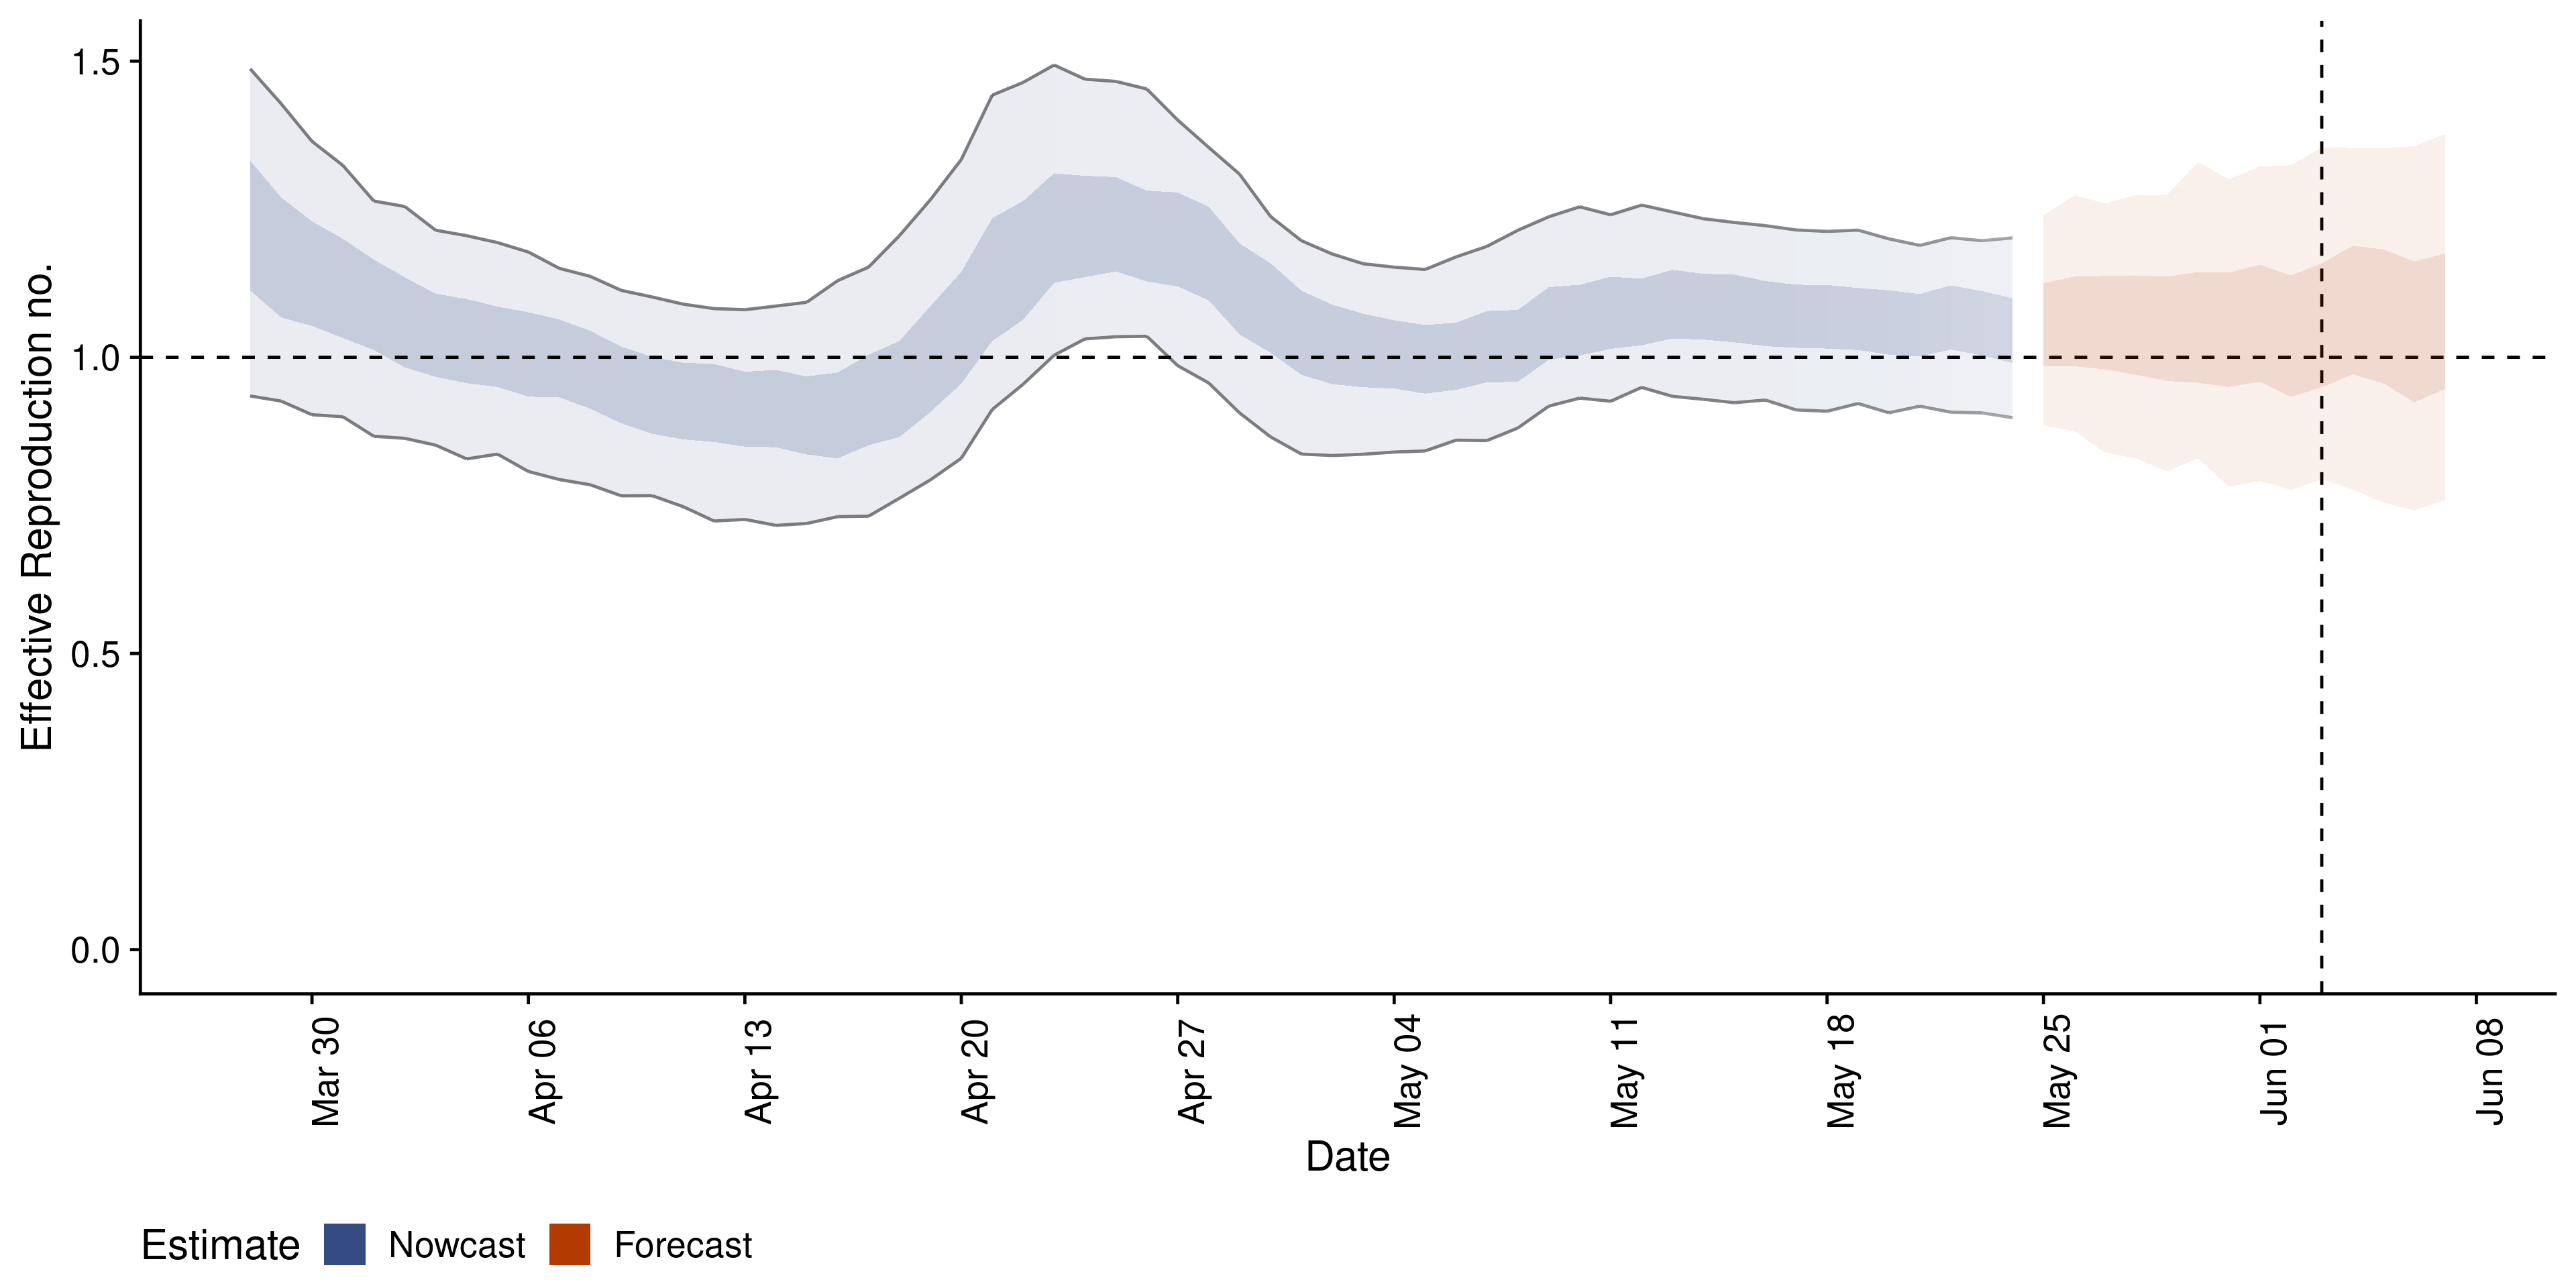 Effective Reproduction no.
1.5
1.0
0.5
0.0
Mar 30
Apr 06
Apr 13
Apr 20
Apr 27
May 04
May 11
May 18
May 25
Jun 01
Jun 08
Date
Estimate Nowcast Forecast